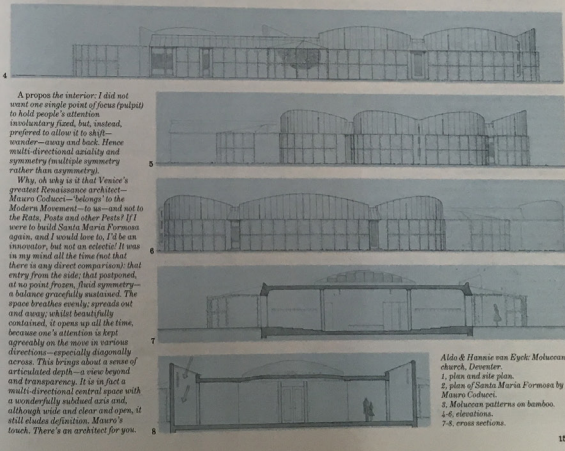 4
A propos the interior: I did not
want one single point of focus (pulpit)
to hold people's attention
involuntary fixed, but, instead,
prefered to allow it to shift—
wander—away and back. Hence
multi-directional axiality and
symmetry (multiple symmetry
rather than asymmetry).
Why, oh why is it that Venice's
greatest Renaissance architect—
Mauro Coducci—'belongs' to the
Modern Movement—to us—and not to
the Rats, Posts and other Pests? If I
were to build Santa Maria Formosa
again, and I would love to, I'd be an
innovator, but not an eclectic! It was
in my mind all the time (not that
there is any direct comparison): that
entry from the side; that postponed,
at no point frozen, fluid symmetry—
a balance gracefully sustained. The
space breathes evenly; spreads out
and away; whilst beautifully
contained, it opens up all the time,
because one's attention is kept
agreeably on the move in various
directions—especially diagonally
across. This brings about a sense of
articulated depth—a view beyond
and transparency. It is in fact a
multi-directional central space with
a wonderfully subdued axis and,
although wide and clear and open, it
still eludes definition. Mauro's
touch. There's an architect for you.
5
6
7
8
Aldo & Hannie van Eyck: Moluccan
church, Deventer.
1, plan and site plan.
2, plan of Santa Maria Formosa by
Mauro Coducci.
3, Moluccan patterns on bamboo.
4-6, elevations.
7-8, cross sections.